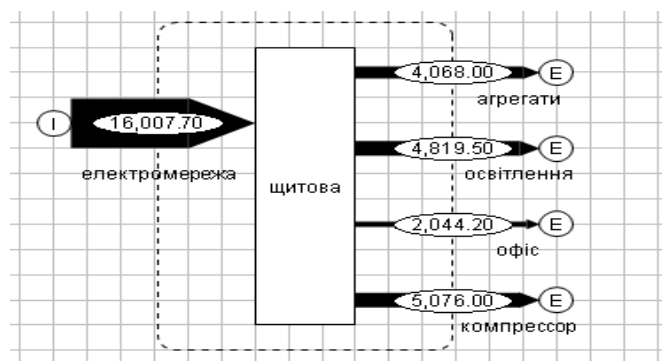 4,068.00 E
агрегати
I 16,007.70
електромережа
4,819.50 E
освітлення
щитова
2,044.20 E
офіс
5,076.00 E
компрессор